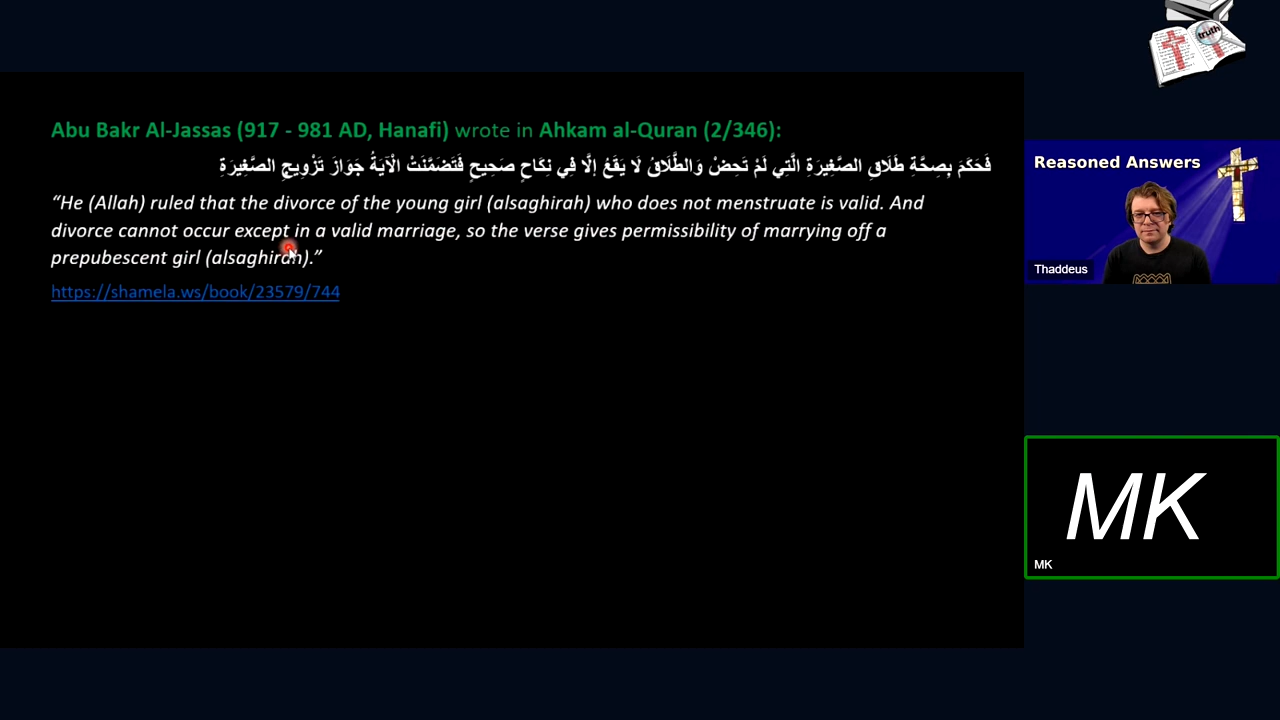 truth
Abu Bakr Al-Jassas (917 - 981 AD, Hanafi) wrote in Ahkam al-Quran (2/346):
فَحَكَمَ بِصِحَّةِ طَلَاقِ الصَّغِيرَةِ الَّتِي لَمْ تَحِضْ وَالطَّلَاقُ لَا يَقَعُ إلَّا فِي نِكَاحٍ صَحِيحٍ فَتَضَمَّنَتْ الْآيَةُ جَوَازَ تَزْوِيجِ الصَّغِيرَةِ
“He (Allah) ruled that the divorce of the young girl (alsaghirah) who does not menstruate is valid. And
divorce cannot occur except in a valid marriage, so the verse gives permissibility of marrying off a
prepubescent girl (alsaghirah).”
https://shamela.ws/book/23579/744
Reasoned Answers
Thaddeus
MK
MK